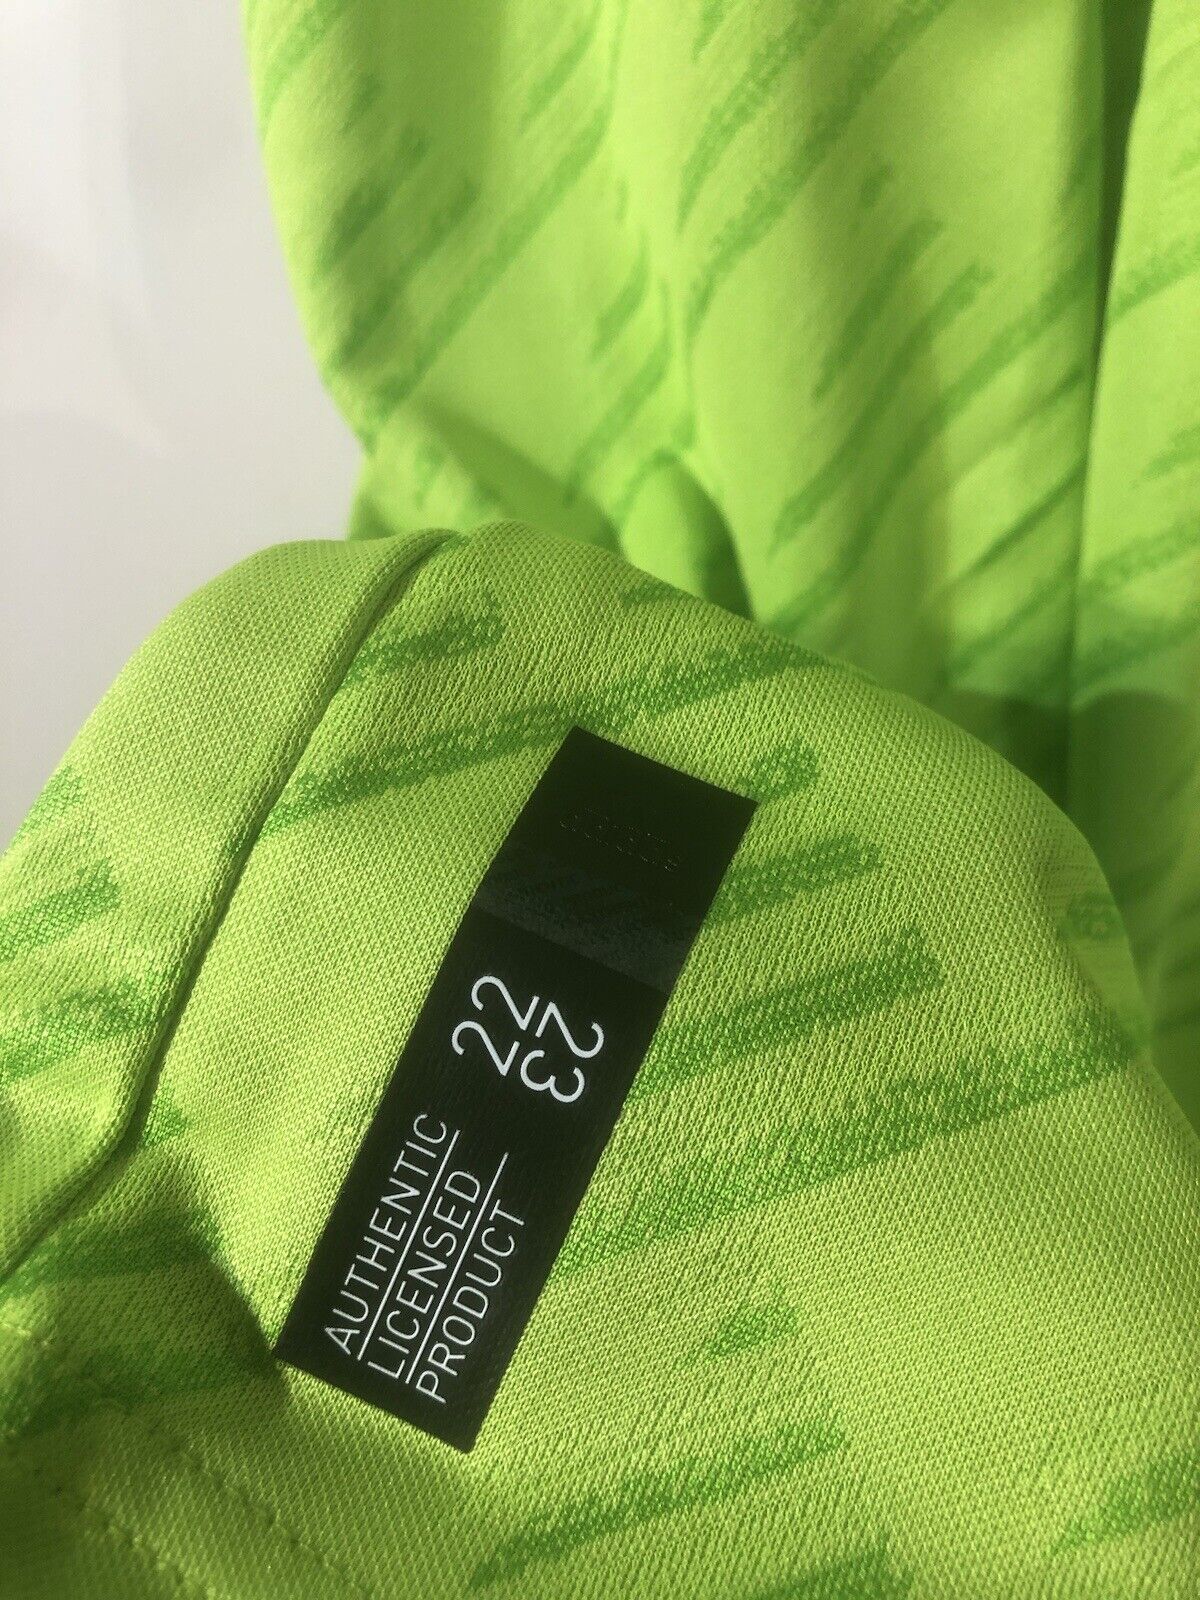 22
23
AUTHENTIC
LICENSED
PRODUCT